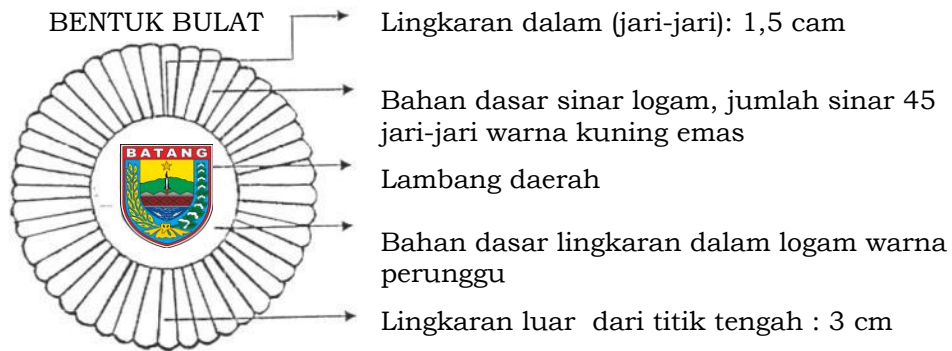 BENTUK BULAT
Lingkaran dalam (jari-jari): 1,5 cam
Bahan dasar sinar logam, jumlah sinar 45
jari-jari warna kuning emas
BATANG
Lambang daerah
Bahan dasar lingkaran dalam logam warna
perunggu
Lingkaran luar dari titik tengah : 3 cm